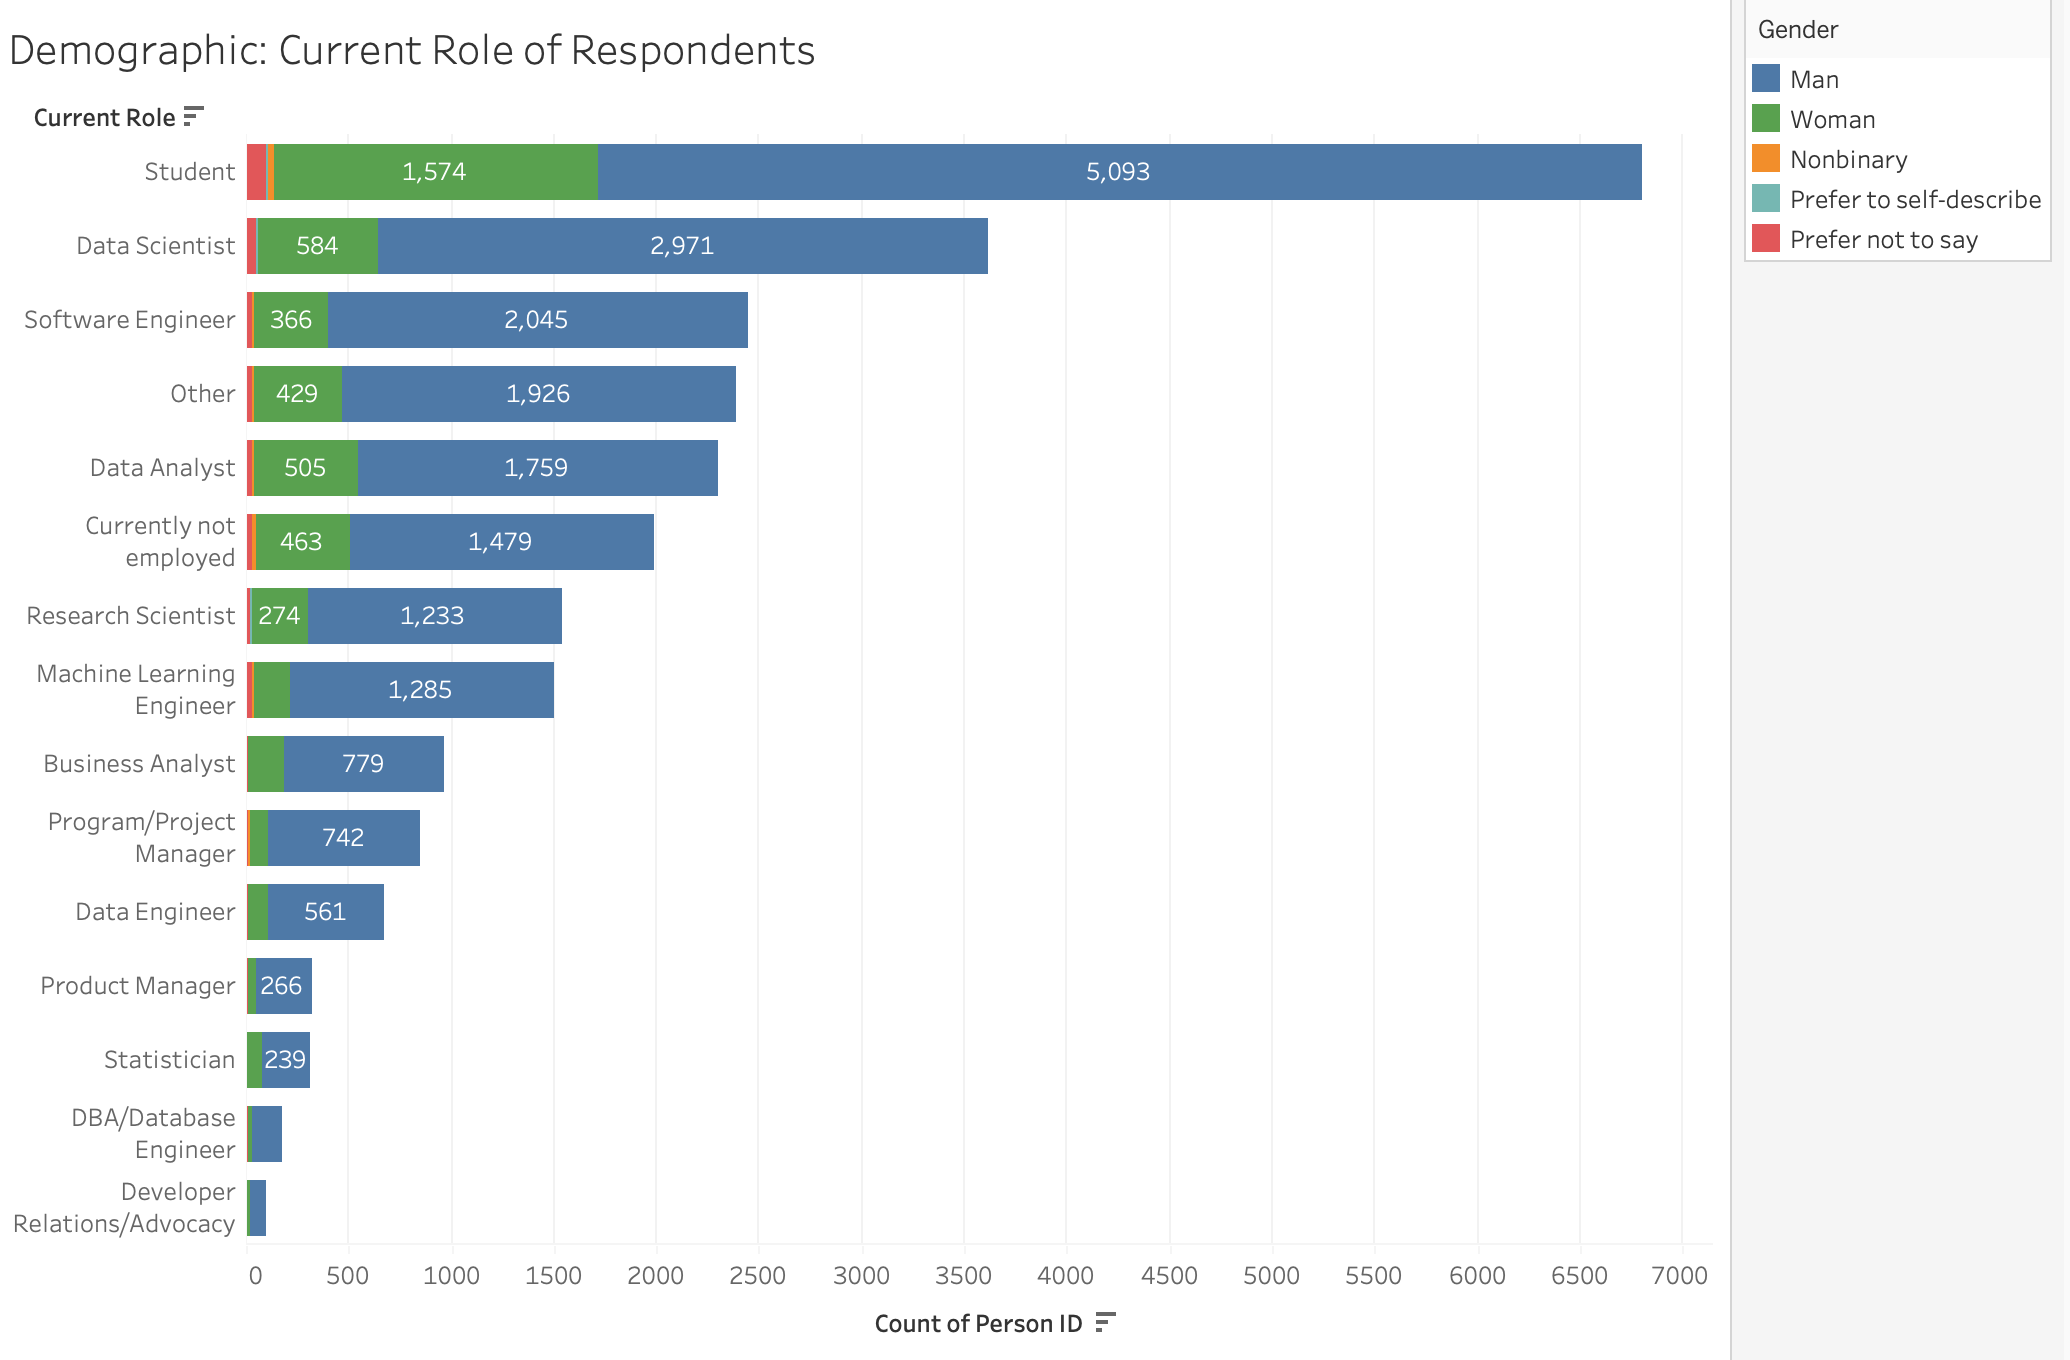 Demographic: Current Role of Respondents
Current Role
Student
1,574
5,093
Data Scientist
584
2,971
Software Engineer
366
2,045
Other
429
1,926
Data Analyst
505
1,759
Currently not
employed
463
1,479
Research Scientist
274
1,233
Machine Learning
Engineer
1,285
Business Analyst
779
Program/Project
Manager
742
Data Engineer
561
Product Manager
266
Statistician
239
DBA/Database
Engineer
Developer
Relations/Advocacy
0 500 1000 1500 2000 2500 3000 3500 4000 4500 5000 5500 6000 6500 7000
Count of Person ID
Gender
Man
Woman
Nonbinary
Prefer to self-describe
Prefer not to say